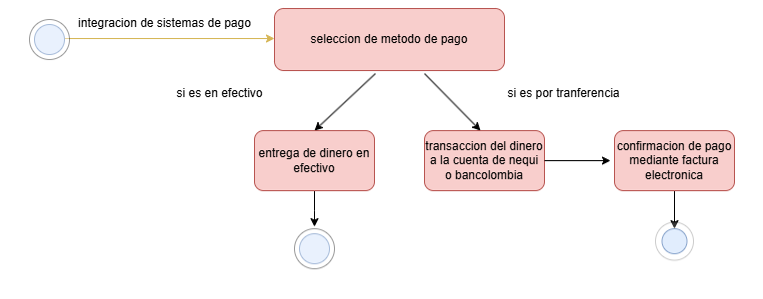 integracion de sistemas de pago
seleccion de metodo de pago
si es en efectivo
si es por tranferencia
entrega de dinero en
efectivo
transaccion del dinero
a la cuenta de nequi
o bancolombia
confirmacion de pago
mediante factura
electronica